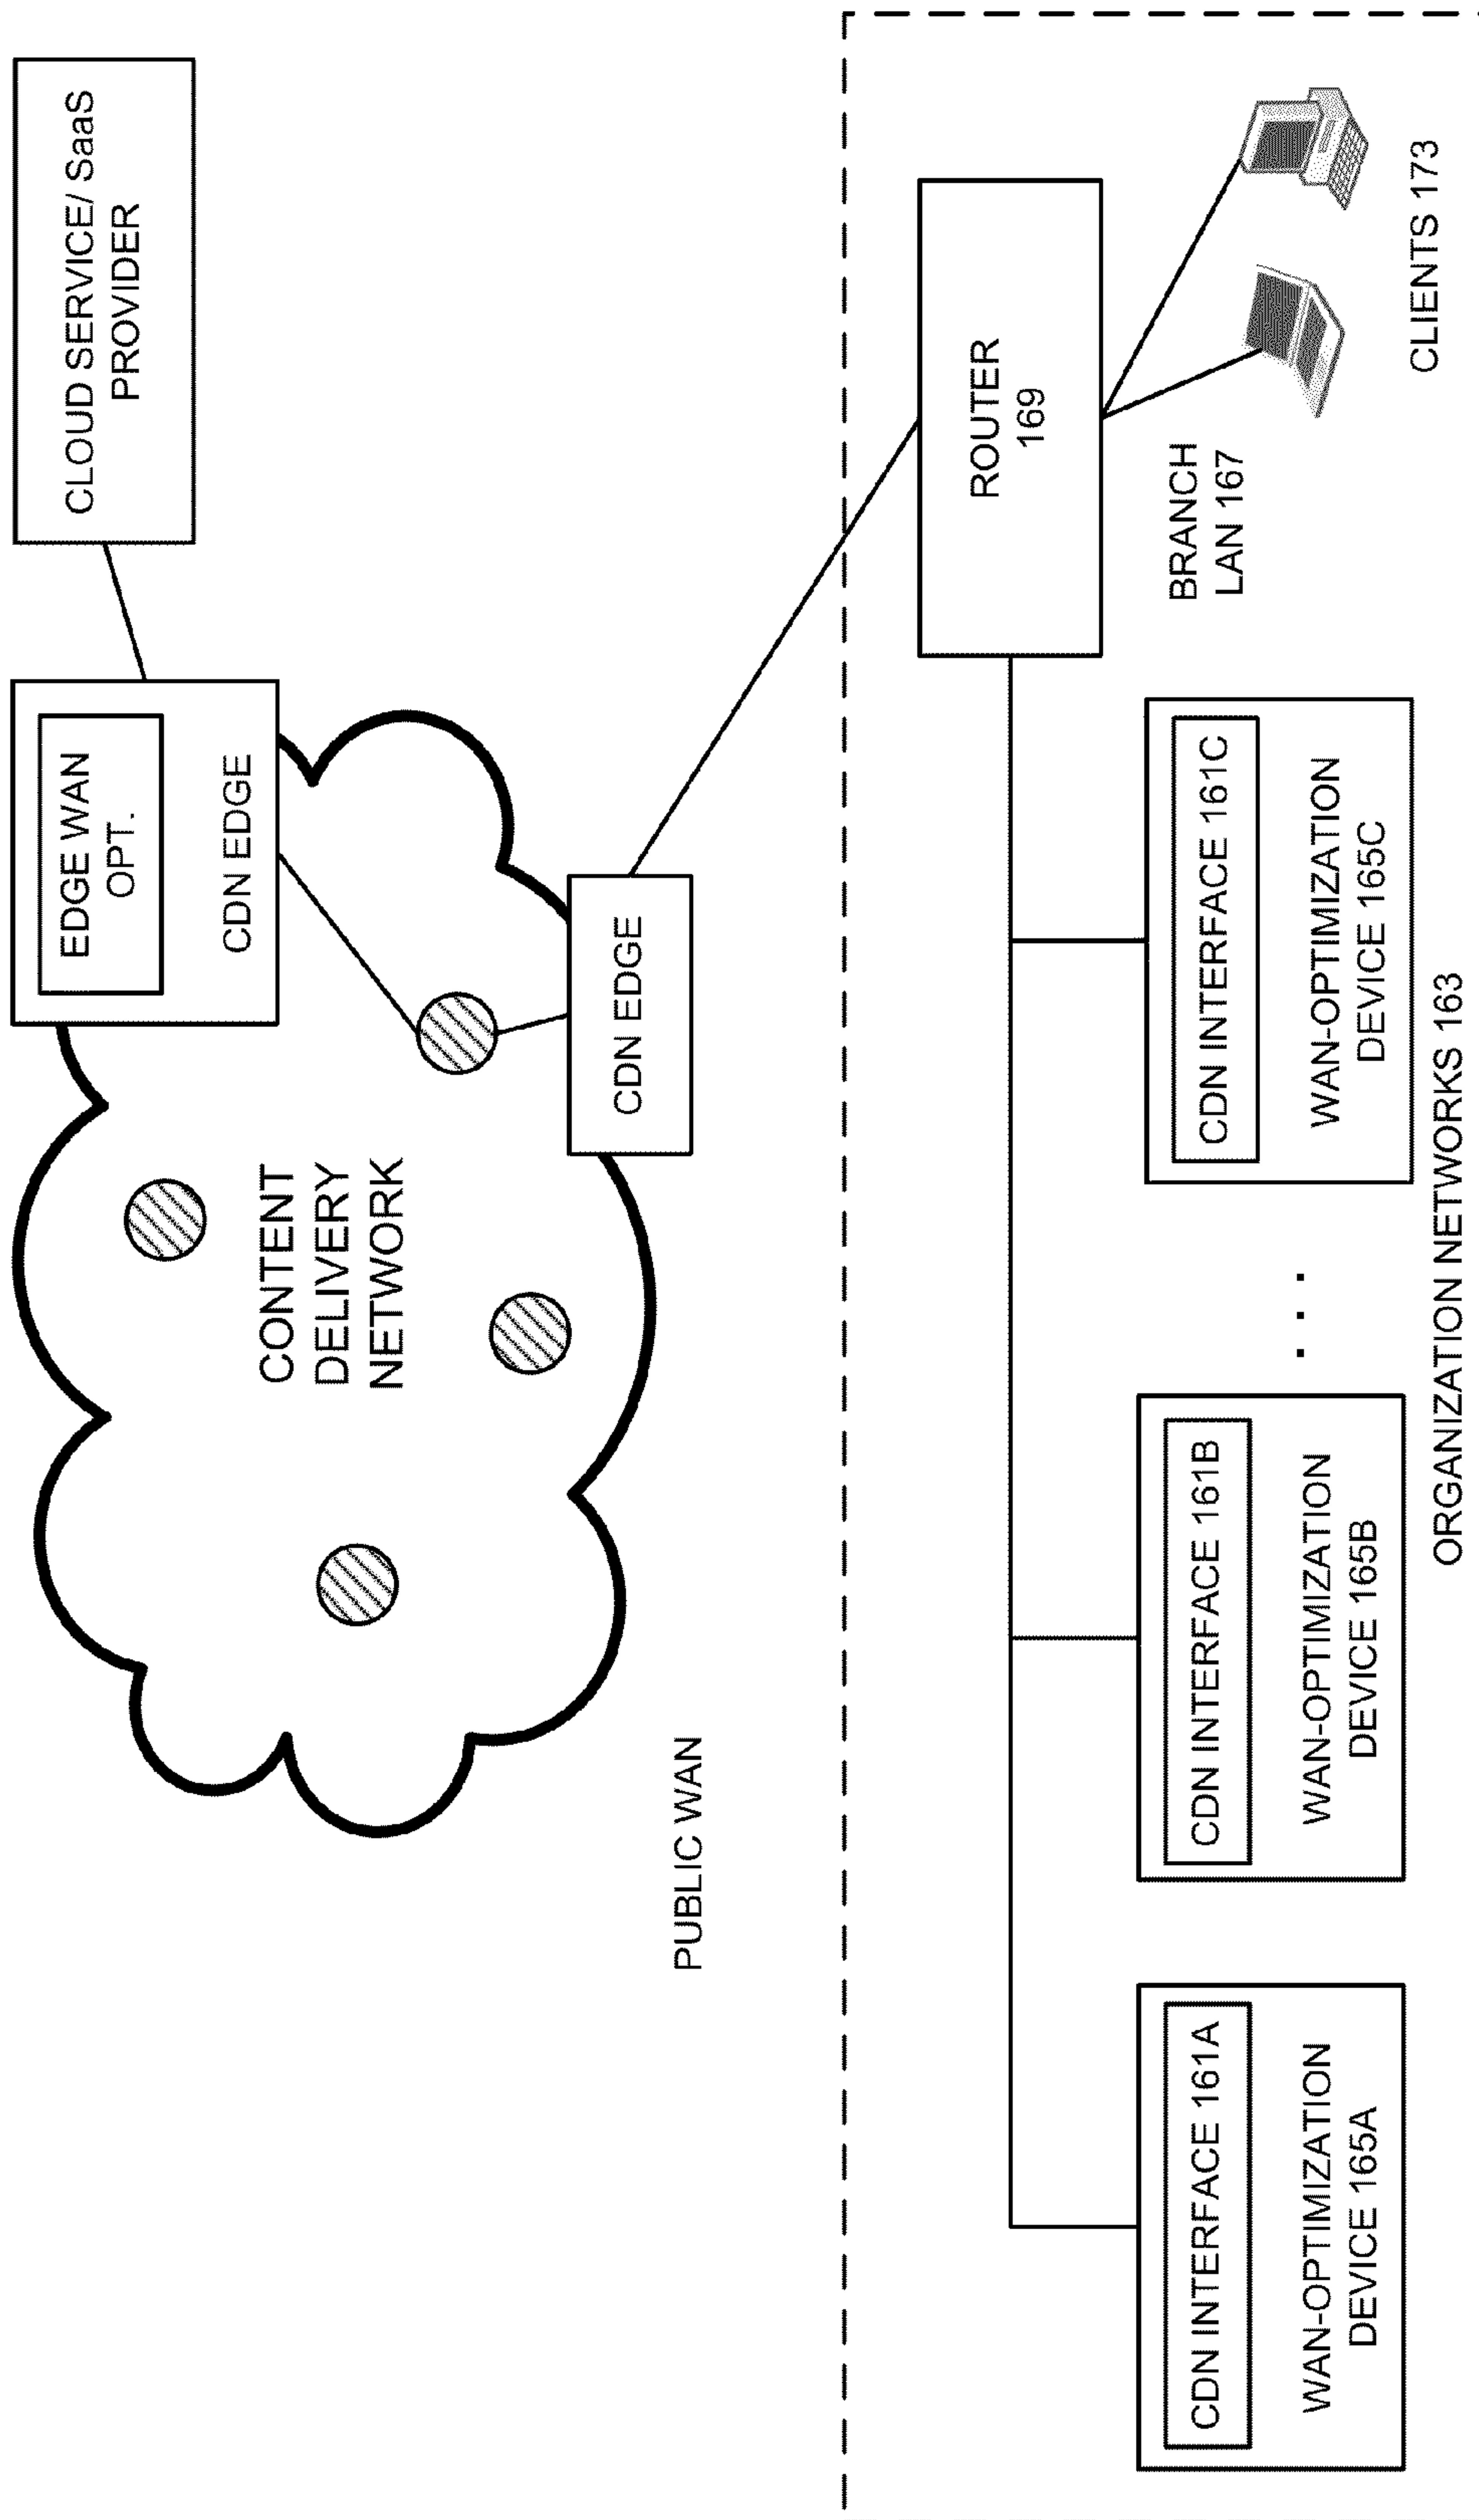 CLOUD SERVICE/ SaaS
PROVIDER
EDGE WAN
OPT.
CDN EDGE
CONTENT
DELIVERY
NETWORK
CDN EDGE
PUBLIC WAN
ROUTER
169
BRANCH
LAN 167
CLIENTS 173
CDN INTERFACE 161A
WAN-OPTIMIZATION
DEVICE 165A
CDN INTERFACE 161B
WAN-OPTIMIZATION
DEVICE 165B
. . .
CDN INTERFACE 161C
WAN-OPTIMIZATION
DEVICE 165C
ORGANIZATION NETWORKS 163